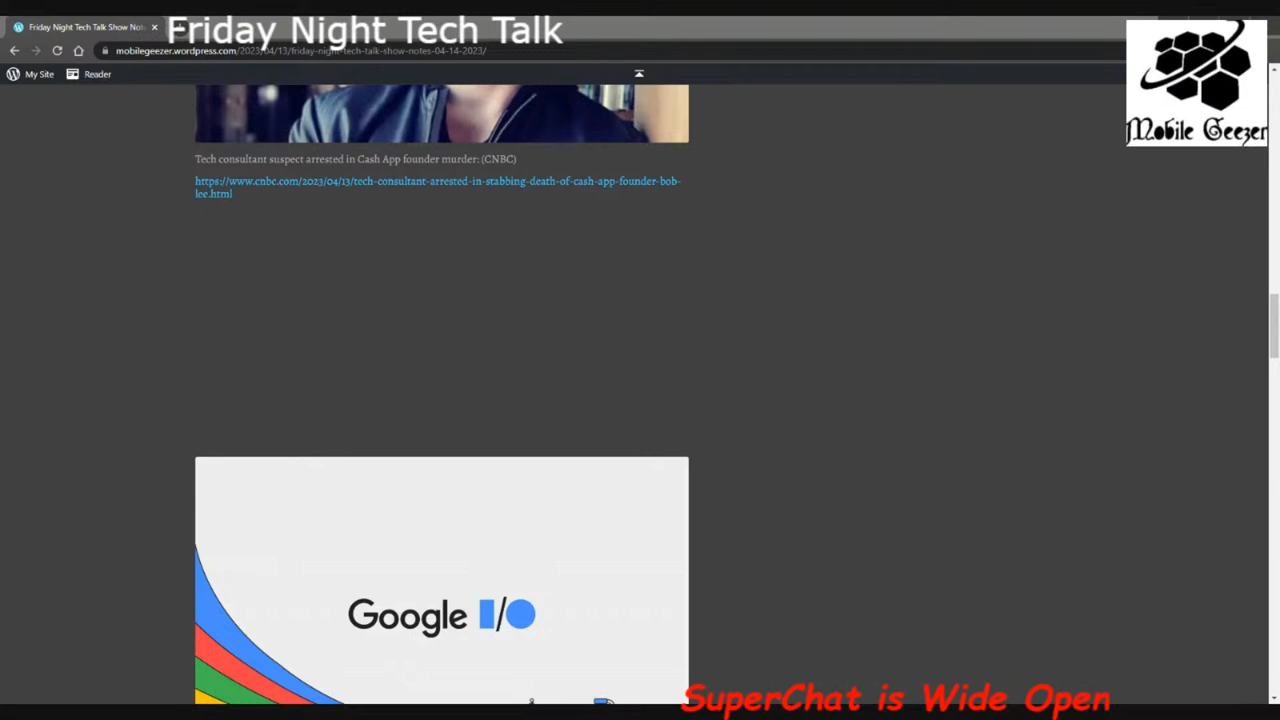 Friday Night Tech Talk Show Not
Friday Night Tech Talk
mobilegeezer.wordpress.com/2023/04/13/friday-night-tech-talk-show-notes-04-14-2023/
My Site
Reader
Mobile Geezer
Tech consultant suspect arrested in Cash App founder murder: (CNBC)
https://www.cnbc.com/2023/04/13/tech-consultant-arrested-in-stabbing-death-of-cash-app-founder-bob-
lee.html
Google I/O
SuperChat is Wide Open